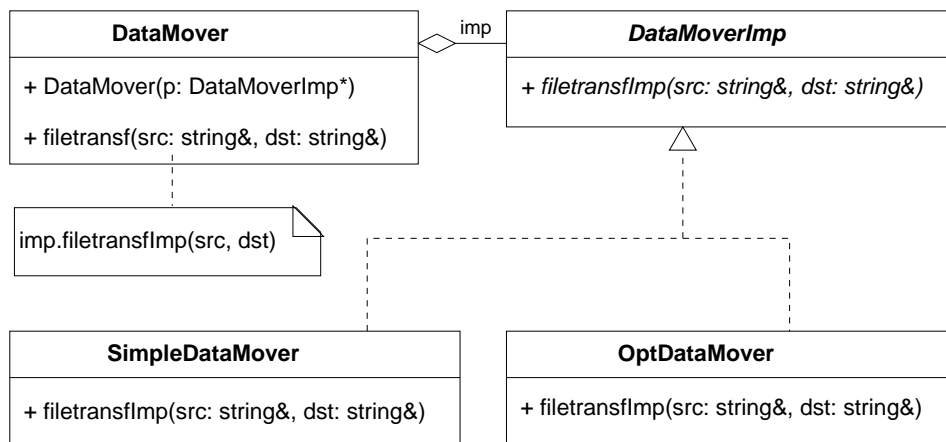 DataMover
+ DataMover(p: DataMoverImp*)
+ filetransf(src: string&, dst: string&)
imp
DataMoverImp
+ filetransfImp(src: string&, dst: string&)
imp.filetransfImp(src, dst)
SimpleDataMover
+ filetransfImp(src: string&, dst: string&)
OptDataMover
+ filetransfImp(src: string&, dst: string&)